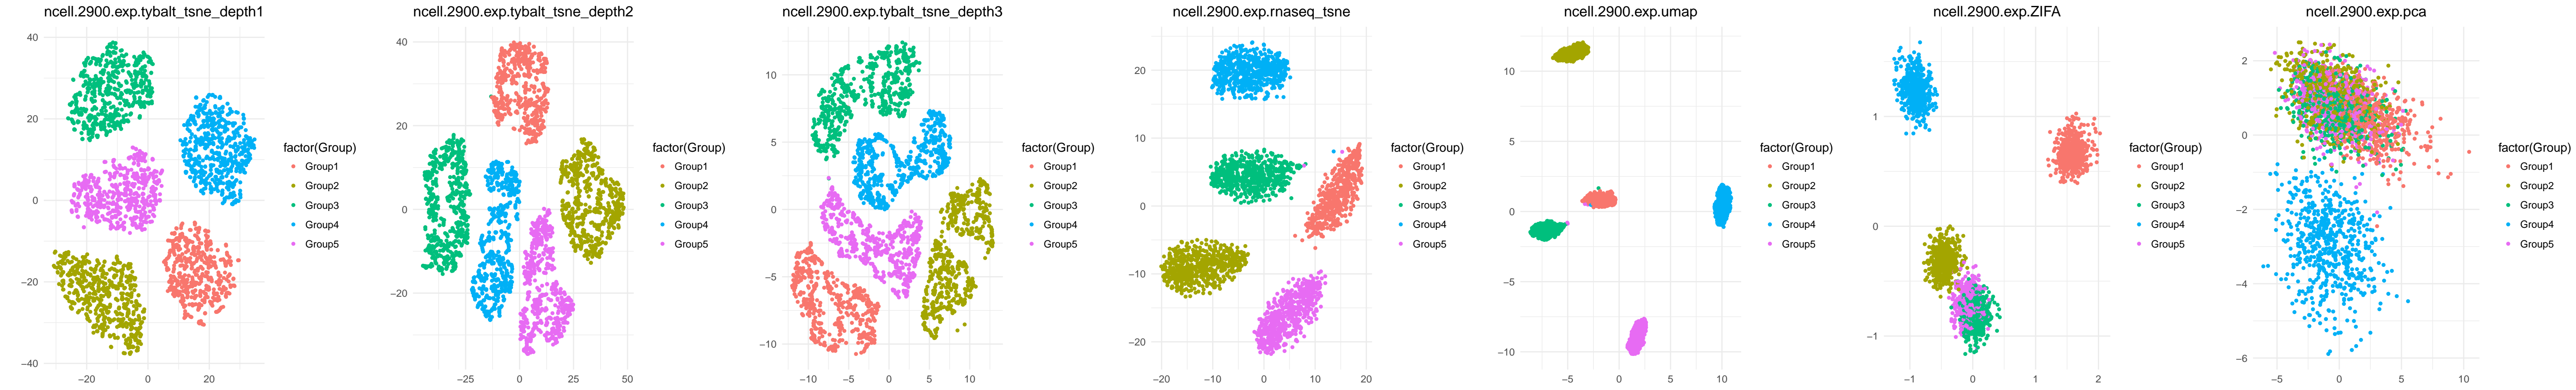 ncell.2900.exp.tybalt_tsne_depth1
40
20
0
−20
−40
−20
0
20
factor(Group)
Group1
Group2
Group3
Group4
Group5
ncell.2900.exp.tybalt_tsne_depth2
40
20
0
−20
−25
0
25
50
factor(Group)
Group1
Group2
Group3
Group4
Group5
ncell.2900.exp.tybalt_tsne_depth3
10
5
0
−5
−10
−10
−5
0
5
10
factor(Group)
Group1
Group2
Group3
Group4
Group5
ncell.2900.exp.rnaseq_tsne
20
10
0
−10
−20
−20
−10
0
10
20
factor(Group)
Group1
Group2
Group3
Group4
Group5
ncell.2900.exp.umap
10
5
0
−5
−10
−5
0
5
10
factor(Group)
Group1
Group2
Group3
Group4
Group5
ncell.2900.exp.ZIFA
1
0
−1
−1
0
1
2
factor(Group)
Group1
Group2
Group3
Group4
Group5
ncell.2900.exp.pca
2
0
−2
−4
−6
−5
0
5
10
factor(Group)
Group1
Group2
Group3
Group4
Group5